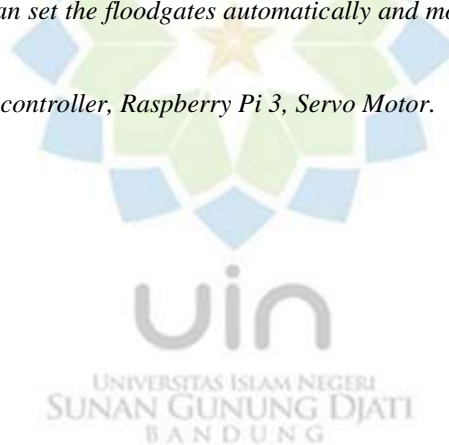 an set the floodgates automatically and mo
controller, Raspberry Pi 3, Servo Motor.
uin
UNIVERSITAS ISLAM NEGERI
SUNAN GUNUNG DJATI
BANDUNG